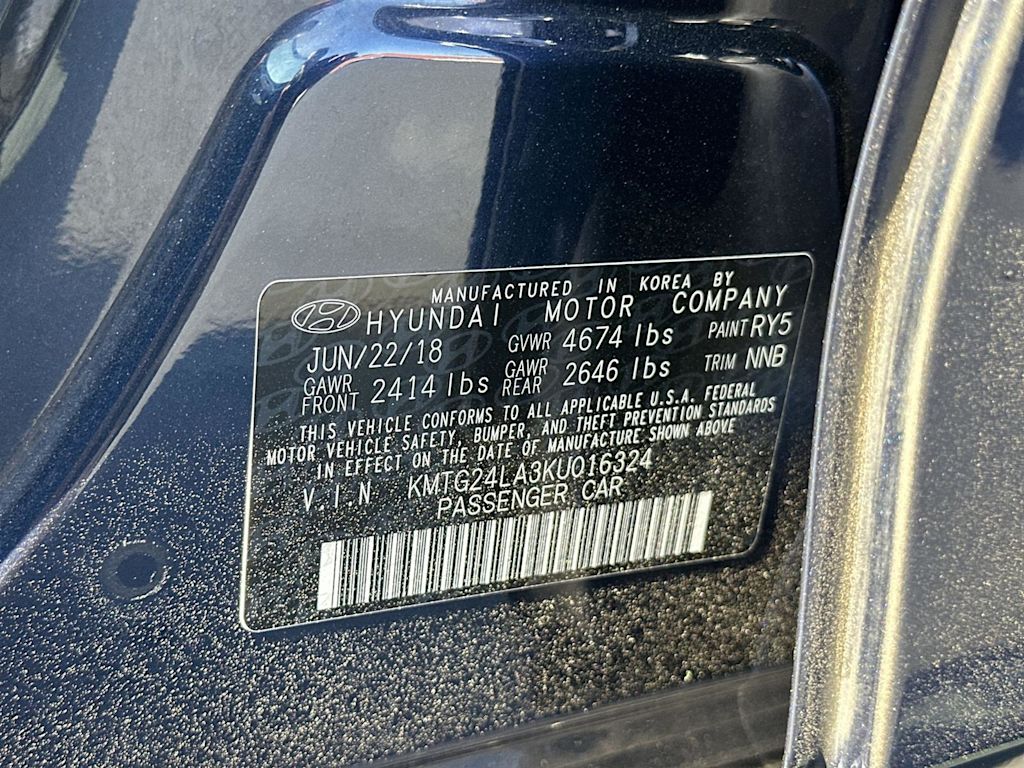 MANUFACTURED IN KOREA BY
HYUNDAI MOTOR COMPANY
JUN/22/18 GVWR 4674 lbs PAINT RY5
GAWR FRONT 2414 lbs GAWR REAR 2646 lbs TRIM NNB
THIS VEHICLE CONFORMS TO ALL APPLICABLE U.S.A. FEDERAL
MOTOR VEHICLE SAFETY, BUMPER, AND THEFT PREVENTION STANDARDS
IN EFFECT ON THE DATE OF MANUFACTURE SHOWN ABOVE
V.I.N KMTG24LA3KU016324
PASSENGER CAR